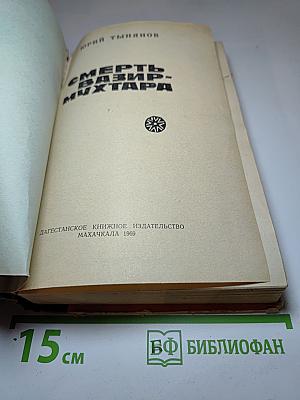 ЮРИЙ ТЫНЯНОВ
СМЕРТЬ
ВАЗИР-
МУХТАРА
ДАГЕСТАНСКОЕ КНИЖНОЕ ИЗДАТЕЛЬСТВО
МАХАЧКАЛА 1969
15 см
БФ БИБЛИОФАН